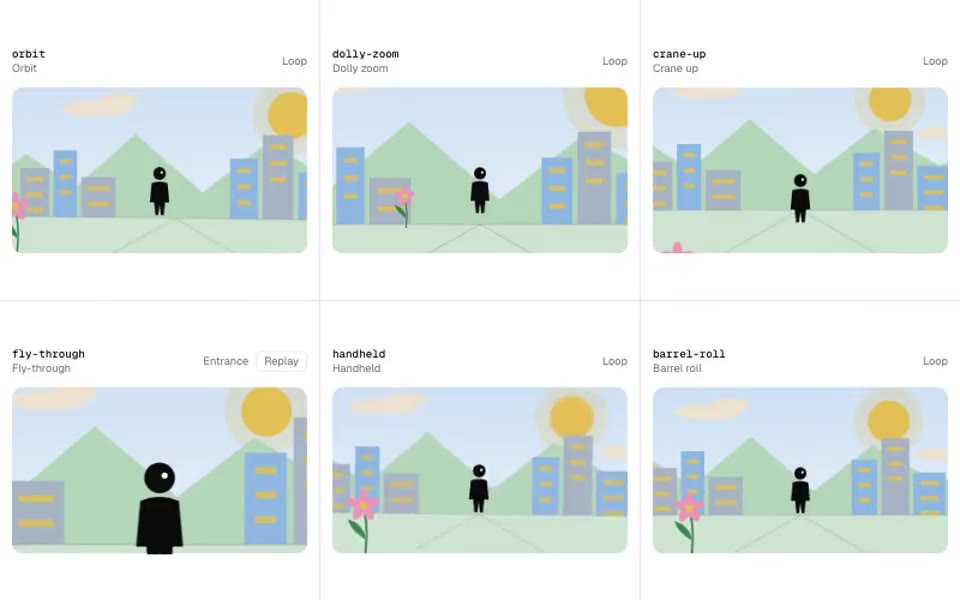 orbit
Orbit
Loop
dolly-zoom
Dolly zoom
Loop
crane-up
Crane up
Loop
fly-through
Fly-through
Entrance
Replay
handheld
Handheld
Loop
barrel-roll
Barrel roll
Loop